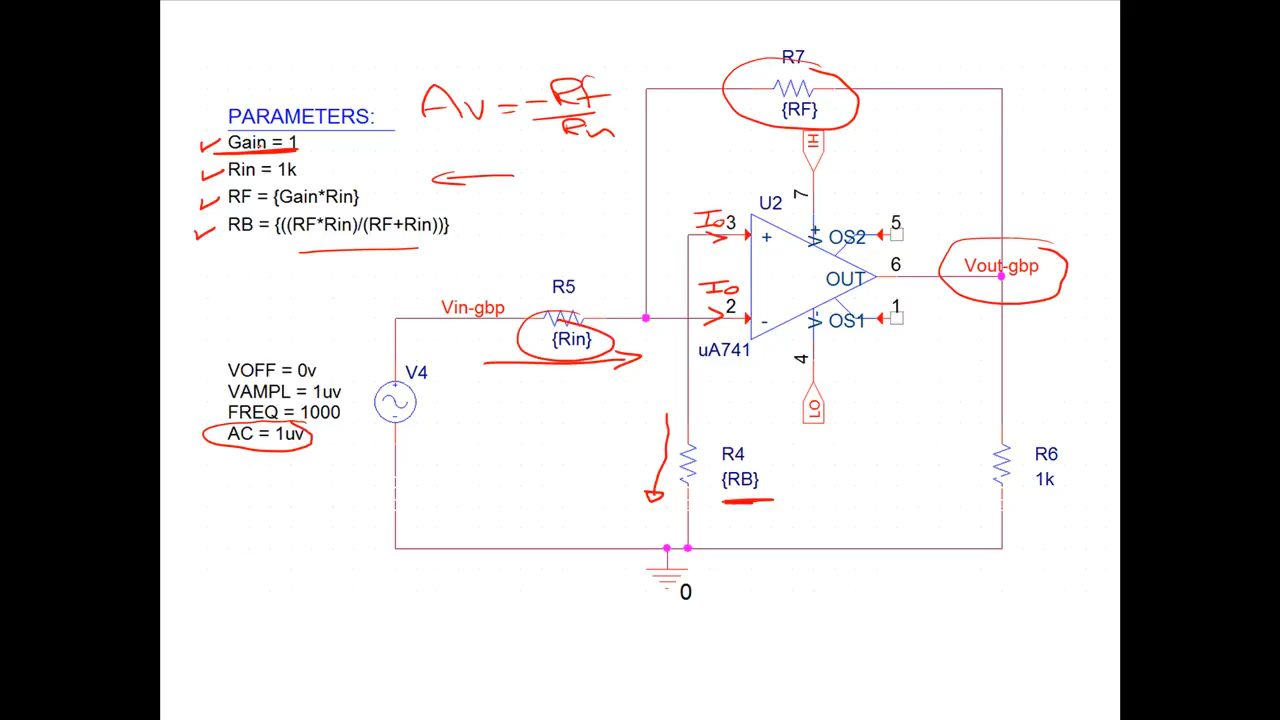 PARAMETERS:
Gain = 1
Rin = 1k
RF = {Gain*Rin}
RB = {((RF*Rin)/(RF+Rin))}
Av = -Rf
Rin
R7
{RF}
HI
7
U2
Io
3
+
V+
OS2
5
OUT
6
Vout-gbp
Io
2
-
V-
OS1
1
uA741
4
LO
Vin-gbp
R5
{Rin}
VOFF = 0v
VAMPL = 1uv
FREQ = 1000
AC = 1uv
V4
+
-
R4
{RB}
R6
1k
0